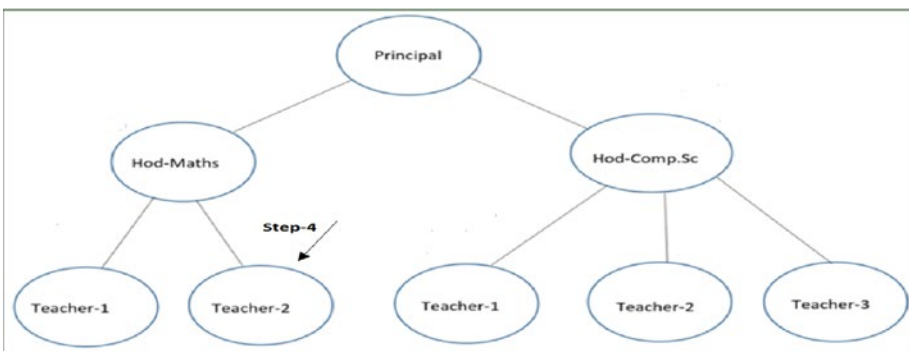 Principal
Hod-Maths
Hod-Comp.Sc
Step-4
Teacher-1
Teacher-2
Teacher-1
Teacher-2
Teacher-3